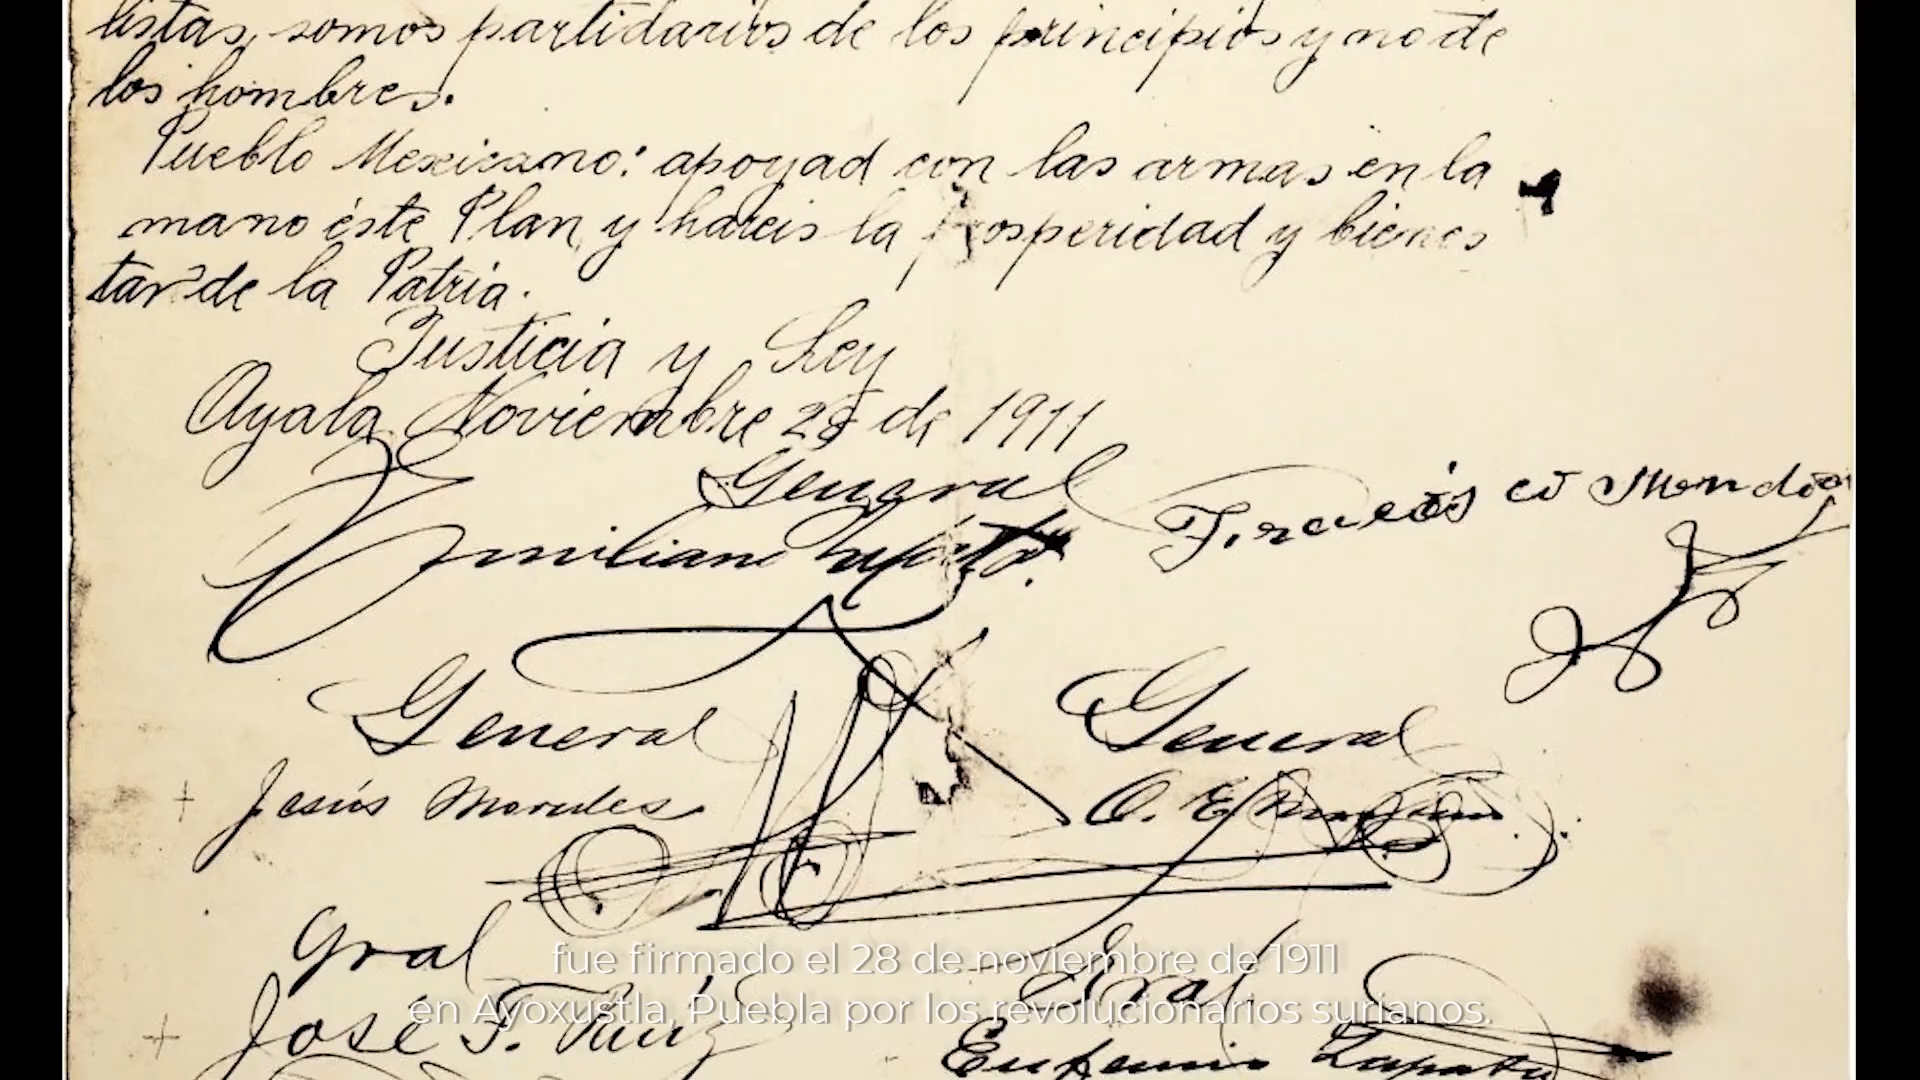 listas, somos partidarios de los principios y no de
los hombres.
Pueblo Mexicano: apoyad con las armas en la
mano éste Plan, y hareis la prosperidad y bienes
tar de la Patria.
Justicia y Ley
Ayala Noviembre 25 de 1911
General
Emiliano Zapata
Mendoza
General General
Jesús Morales O. E.
Gral Gral
José T. Ruiz Eufemio Zapata
fue firmado el 28 de noviembre de 1911
en Ayoxustla, Puebla por los revolucionarios surianos.